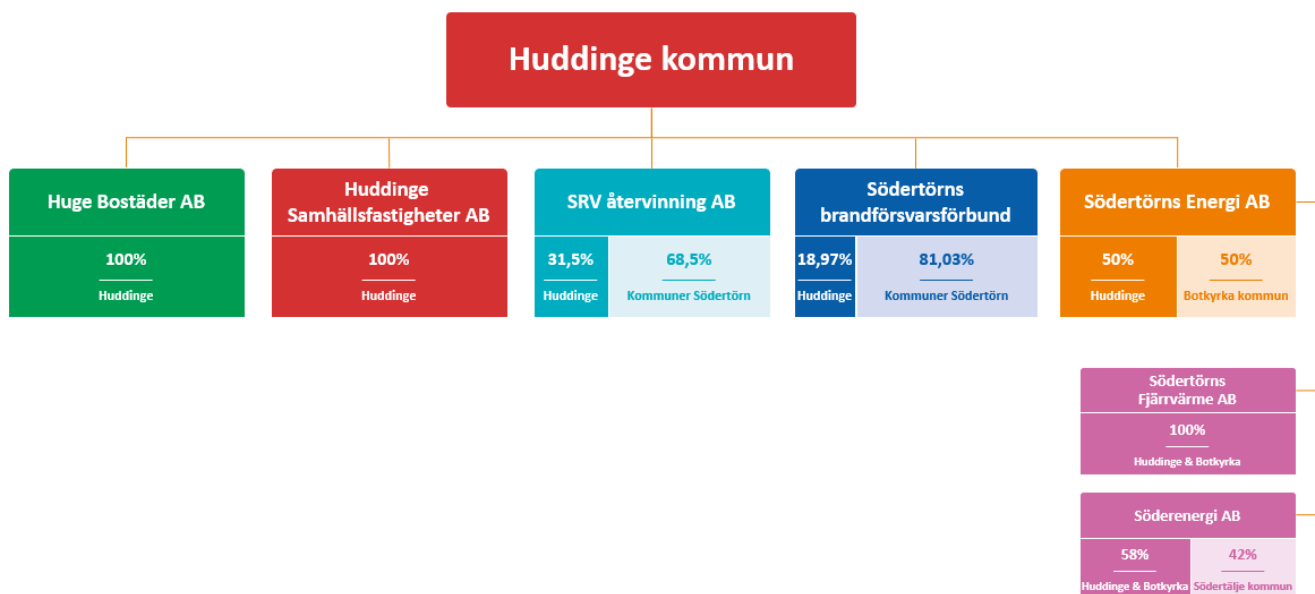 Huddinge kommun
Huge Bostäder AB
100%
Huddinge
Huddinge
Samhällsfastigheter AB
100%
Huddinge
SRV återvinning AB
31,5%
Huddinge
68,5%
Kommuner Södertörn
Södertörns
brandförsvarsförbund
18,97%
Huddinge
81,03%
Kommuner Södertörn
Södertörns Energi AB
50%
Huddinge
50%
Botkyrka kommun
Södertörns
Fjärrvärme AB
100%
Huddinge & Botkyrka
Söderenergi AB
58%
Huddinge & Botkyrka
42%
Södertälje kommun